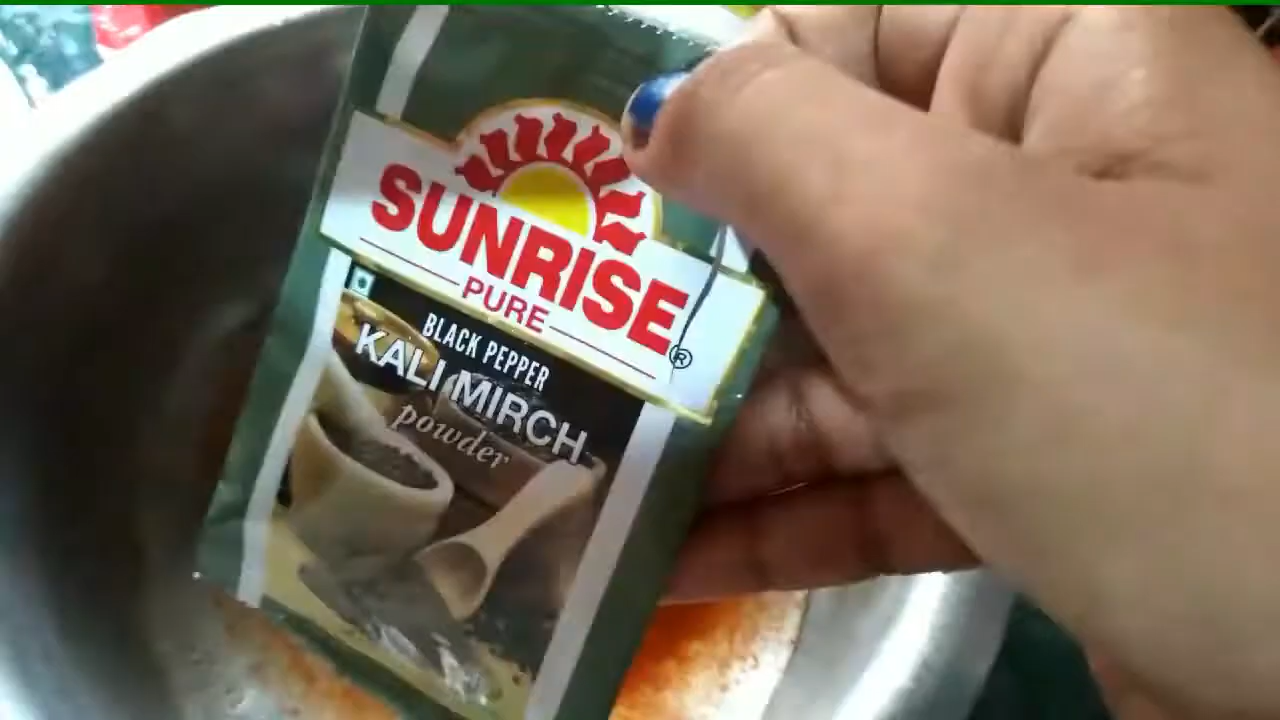 SUNRISE
PURE
®
BLACK PEPPER
KALI MIRCH
powder